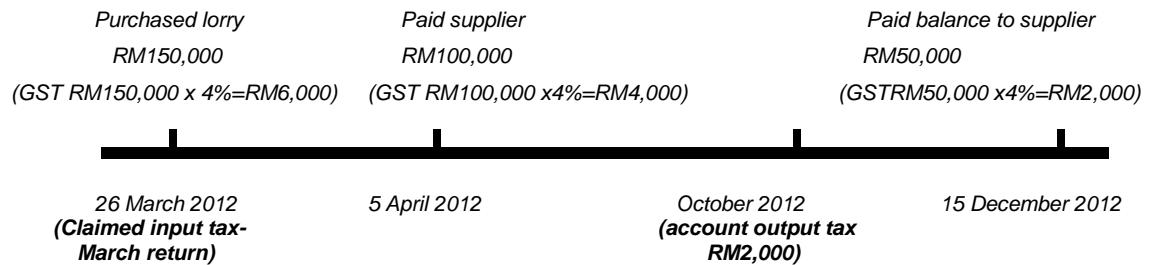 Purchased lorry
RM150,000
(GST RM150,000 x 4%=RM6,000)
Paid supplier
RM100,000
(GST RM100,000 x4%=RM4,000)
Paid balance to supplier
RM50,000
(GSTRM50,000 x4%=RM2,000)
26 March 2012
(Claimed input tax-
March return)
5 April 2012
October 2012
(account output tax
RM2,000)
15 December 2012